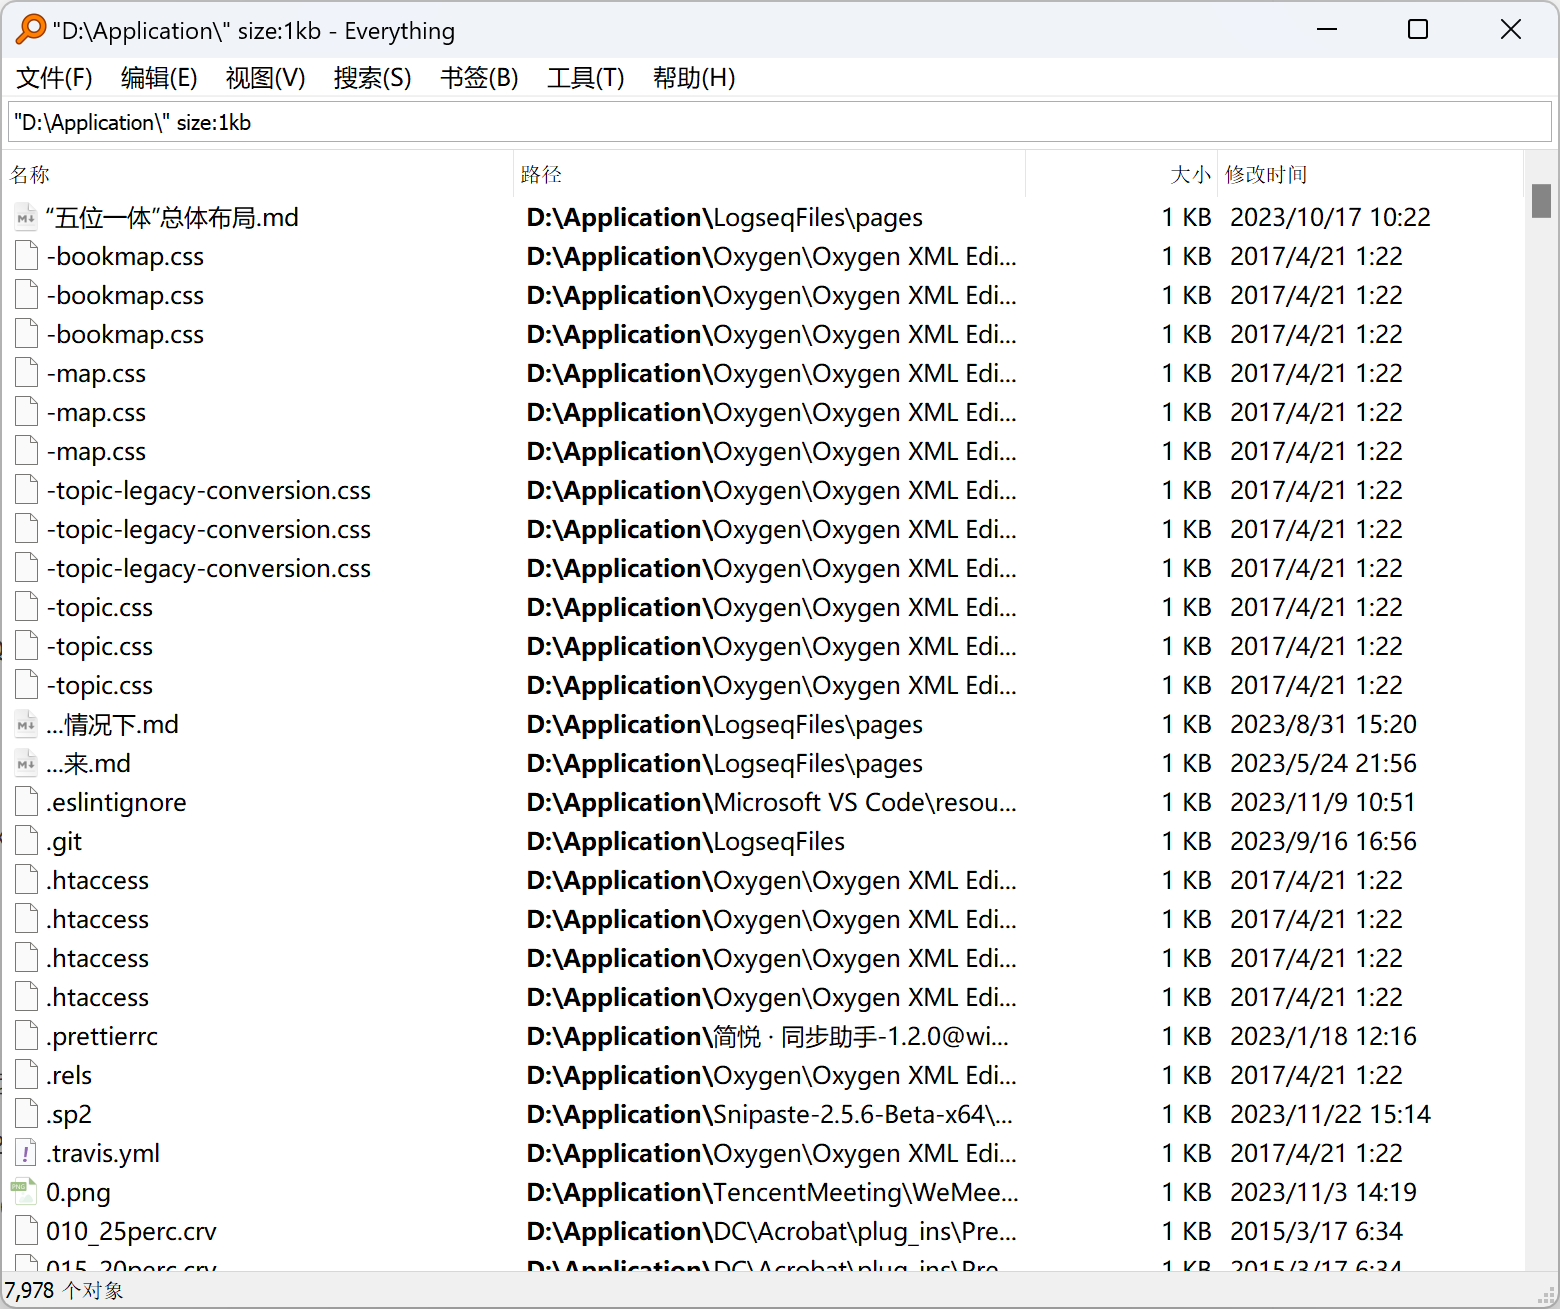 "D:\Application\" size:1kb - Everything
文件(F) 编辑(E) 视图(V) 搜索(S) 书签(B) 工具(T) 帮助(H)
"D:\Application\" size:1kb
名称 路径 大小 修改时间
“五位一体”总体布局.md D:\Application\LogseqFiles\pages 1 KB 2023/10/17 10:22
-bookmap.css D:\Application\Oxygen\Oxygen XML Edi... 1 KB 2017/4/21 1:22
-bookmap.css D:\Application\Oxygen\Oxygen XML Edi... 1 KB 2017/4/21 1:22
-bookmap.css D:\Application\Oxygen\Oxygen XML Edi... 1 KB 2017/4/21 1:22
-map.css D:\Application\Oxygen\Oxygen XML Edi... 1 KB 2017/4/21 1:22
-map.css D:\Application\Oxygen\Oxygen XML Edi... 1 KB 2017/4/21 1:22
-map.css D:\Application\Oxygen\Oxygen XML Edi... 1 KB 2017/4/21 1:22
-topic-legacy-conversion.css D:\Application\Oxygen\Oxygen XML Edi... 1 KB 2017/4/21 1:22
-topic-legacy-conversion.css D:\Application\Oxygen\Oxygen XML Edi... 1 KB 2017/4/21 1:22
-topic-legacy-conversion.css D:\Application\Oxygen\Oxygen XML Edi... 1 KB 2017/4/21 1:22
-topic.css D:\Application\Oxygen\Oxygen XML Edi... 1 KB 2017/4/21 1:22
-topic.css D:\Application\Oxygen\Oxygen XML Edi... 1 KB 2017/4/21 1:22
-topic.css D:\Application\Oxygen\Oxygen XML Edi... 1 KB 2017/4/21 1:22
...情况下.md D:\Application\LogseqFiles\pages 1 KB 2023/8/31 15:20
...来.md D:\Application\LogseqFiles\pages 1 KB 2023/5/24 21:56
.eslintignore D:\Application\Microsoft VS Code\resou... 1 KB 2023/11/9 10:51
.git D:\Application\LogseqFiles 1 KB 2023/9/16 16:56
.htaccess D:\Application\Oxygen\Oxygen XML Edi... 1 KB 2017/4/21 1:22
.htaccess D:\Application\Oxygen\Oxygen XML Edi... 1 KB 2017/4/21 1:22
.htaccess D:\Application\Oxygen\Oxygen XML Edi... 1 KB 2017/4/21 1:22
.htaccess D:\Application\Oxygen\Oxygen XML Edi... 1 KB 2017/4/21 1:22
.prettierrc D:\Application\简悦 · 同步助手-1.2.0@wi... 1 KB 2023/1/18 12:16
.rels D:\Application\Oxygen\Oxygen XML Edi... 1 KB 2017/4/21 1:22
.sp2 D:\Application\Snipaste-2.5.6-Beta-x64\... 1 KB 2023/11/22 15:14
.travis.yml D:\Application\Oxygen\Oxygen XML Edi... 1 KB 2017/4/21 1:22
0.png D:\Application\TencentMeeting\WeMee... 1 KB 2023/11/3 14:19
010_25perc.crv D:\Application\DC\Acrobat\plug_ins\Pre... 1 KB 2015/3/17 6:34
015_20perc.crv D:\Application\DC\Acrobat\plug_ins\Pre... 1 KB 2015/3/17 6:34
7,978 个对象